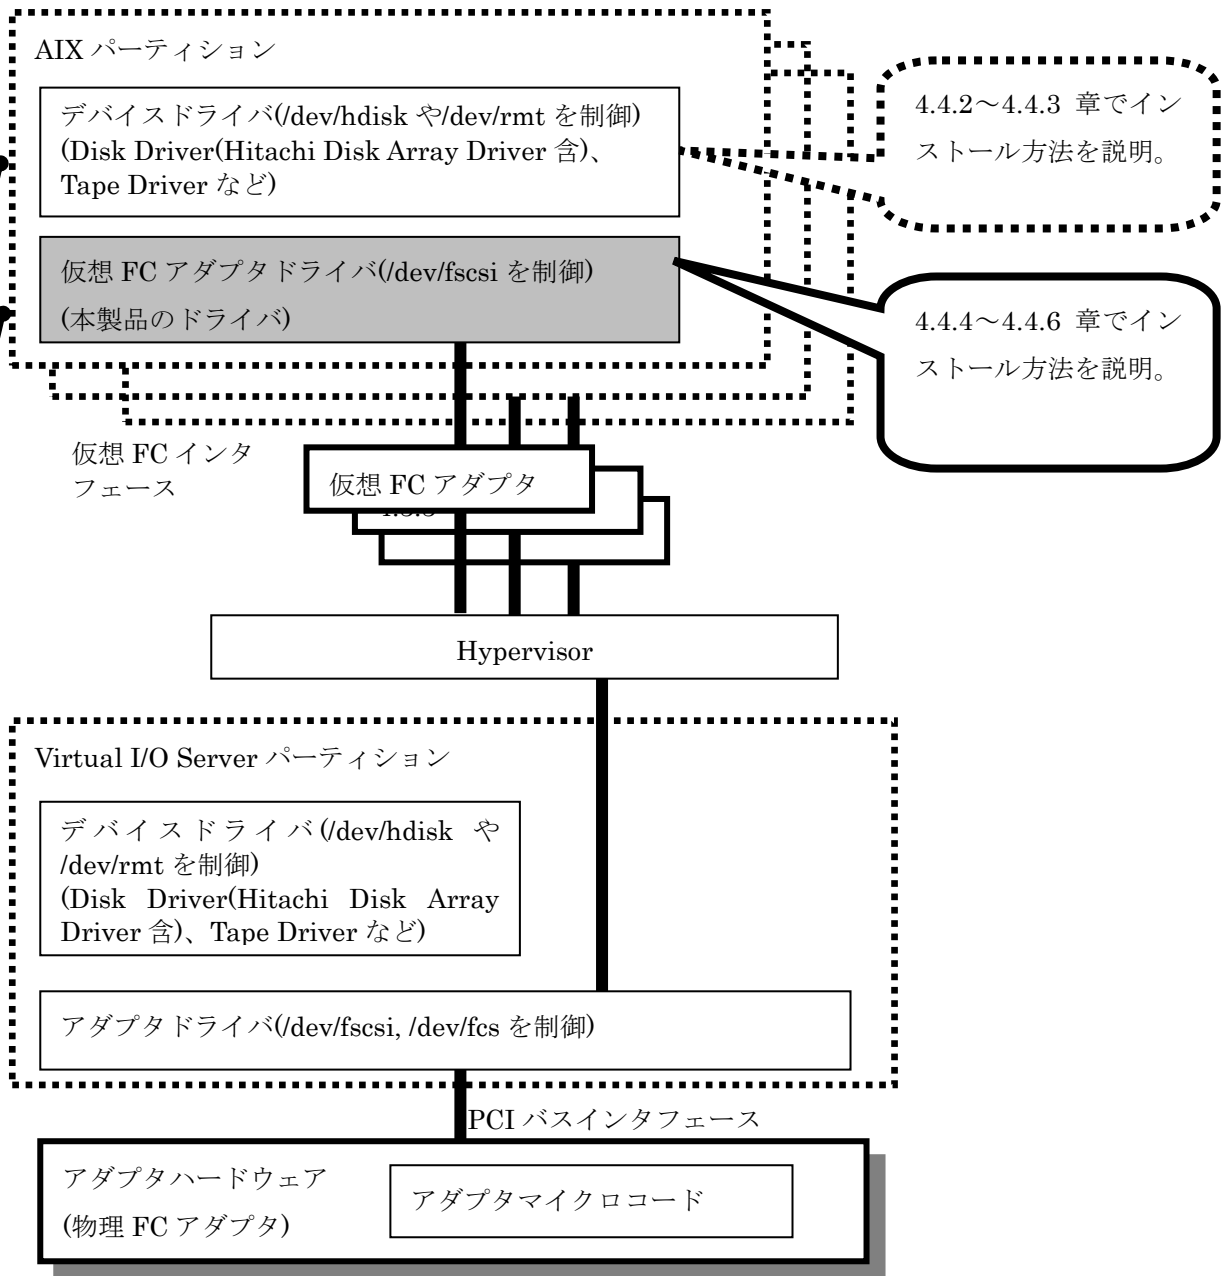 AIX パーティション
デバイスドライバ(/dev/hdisk や/dev/rmt を制御)
(Disk Driver(Hitachi Disk Array Driver 含)、
Tape Driver など)
4.4.2～4.4.3 章でイン
ストール方法を説明。
仮想 FC アダプタドライバ(/dev/fscsi を制御)
(本製品のドライバ)
4.4.4～4.4.6 章でイン
ストール方法を説明。
仮想 FC インタ
フェース
仮想 FC アダプタ
Hypervisor
Virtual I/O Server パーティション
デバイスドライバ(/dev/hdisk や
/dev/rmt を制御)
(Disk Driver(Hitachi Disk Array
Driver 含)、Tape Driver など)
アダプタドライバ(/dev/fscsi, /dev/fcs を制御)
PCI バスインタフェース
アダプタハードウェア
(物理 FC アダプタ)
アダプタマイクロコード